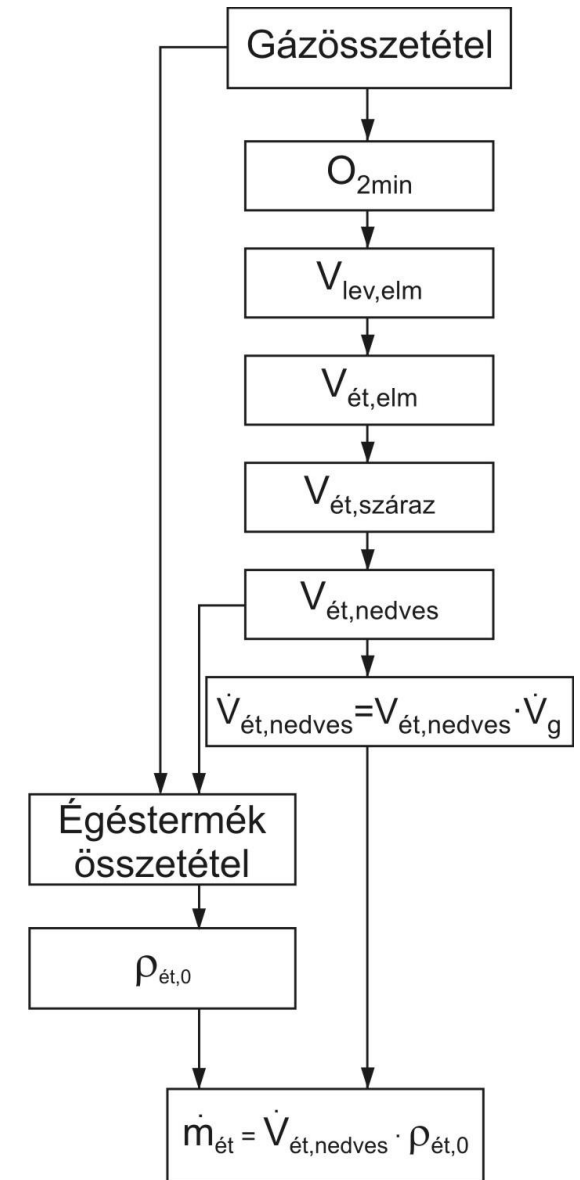 Gázösszetétel
O2min
Vlev,elm
Vét,elm
Vét,száraz
Vét,nedves
V̇ét,nedves=Vét,nedves·V̇g
Égéstermék
összetétel
ρét,0
ṁét = V̇ét,nedves · ρét,0